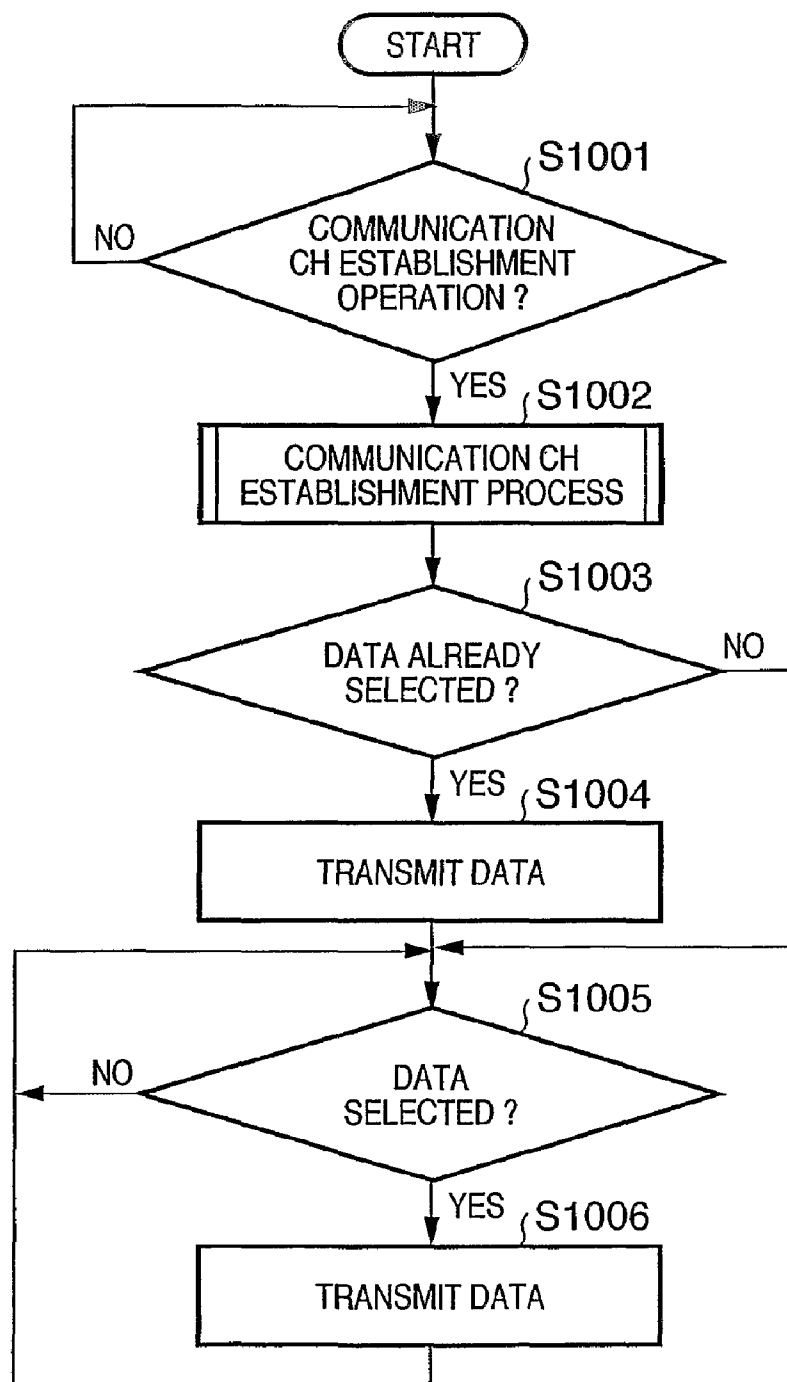 START
S1001
NO
COMMUNICATION
CH ESTABLISHMENT
OPERATION ?
YES
S1002
COMMUNICATION CH
ESTABLISHMENT PROCESS
S1003
DATA ALREADY
SELECTED ?
NO
YES
S1004
TRANSMIT DATA
S1005
NO
DATA
SELECTED ?
YES
S1006
TRANSMIT DATA